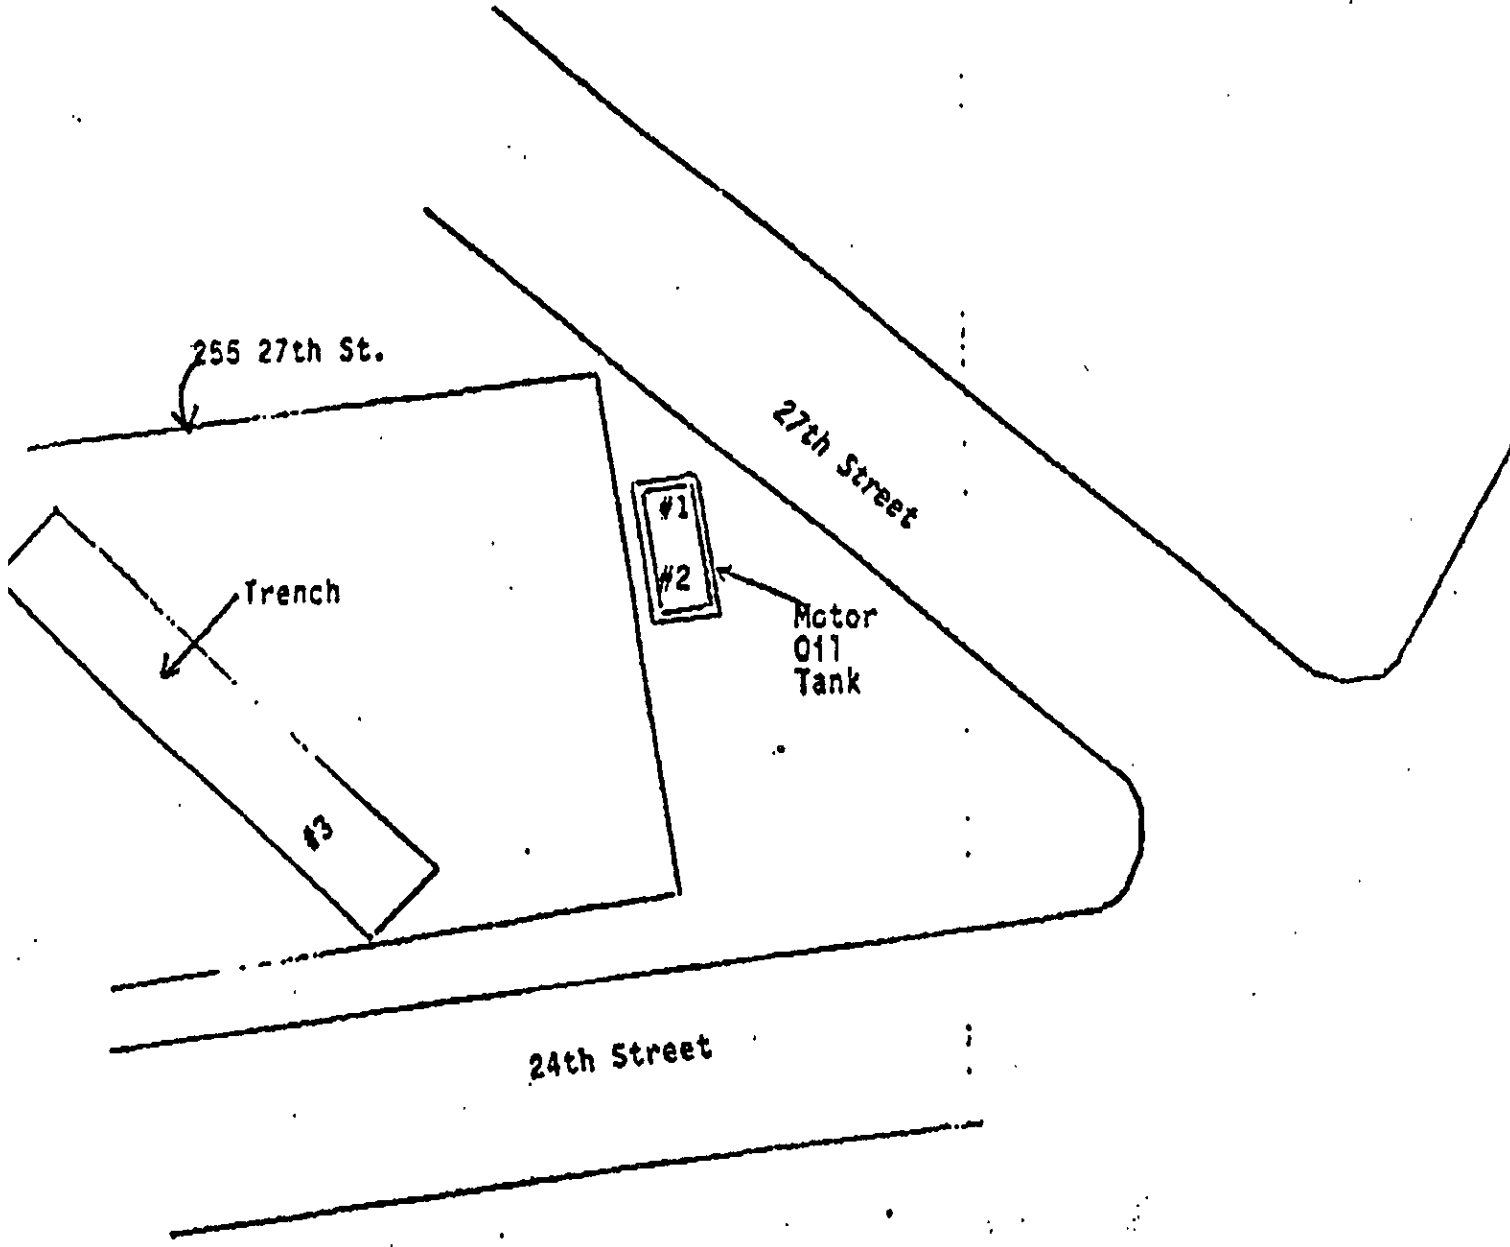 255 27th St.
27th Street
#1
#2
Trench
Motor
Oil
Tank
#3
24th Street